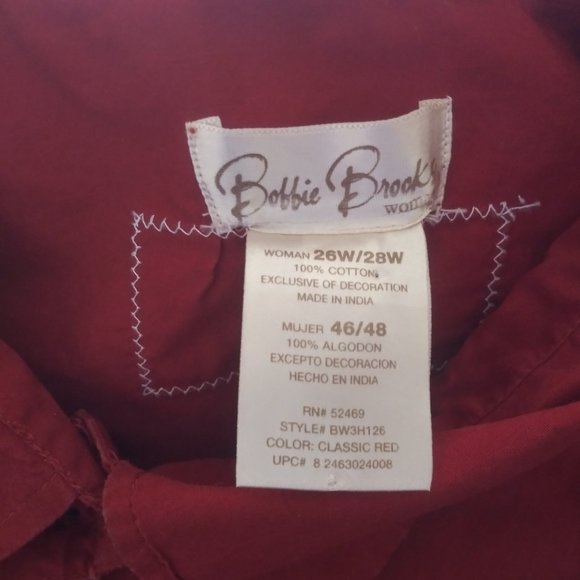 Bobbie Brooks
woman
WOMAN 26W/28W
100% COTTON
EXCLUSIVE OF DECORATION
MADE IN INDIA
MUJER 46/48
100% ALGODON
EXCEPTO DECORACION
HECHO EN INDIA
RN# 52469
STYLE# BW3H126
COLOR: CLASSIC RED
UPC# 8 2463024008